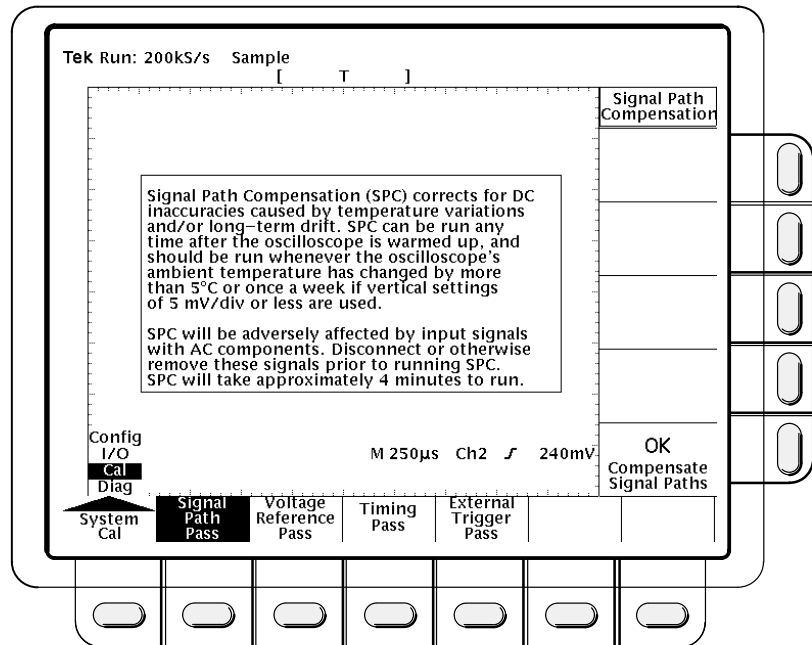 Tek Run: 200kS/s Sample
[ T ]
Signal Path
Compensation
Signal Path Compensation (SPC) corrects for DC
inaccuracies caused by temperature variations
and/or long–term drift. SPC can be run any
time after the oscilloscope is warmed up, and
should be run whenever the oscilloscope's
ambient temperature has changed by more
than 5°C or once a week if vertical settings
of 5 mV/div or less are used.
SPC will be adversely affected by input signals
with AC components. Disconnect or otherwise
remove these signals prior to running SPC.
SPC will take approximately 4 minutes to run.
Config
I/O
Cal
Diag
M 250µs Ch2 ƒ 240mV
OK
Compensate
Signal Paths
System
Cal
Signal
Path
Pass
Voltage
Reference
Pass
Timing
Pass
External
Trigger
Pass